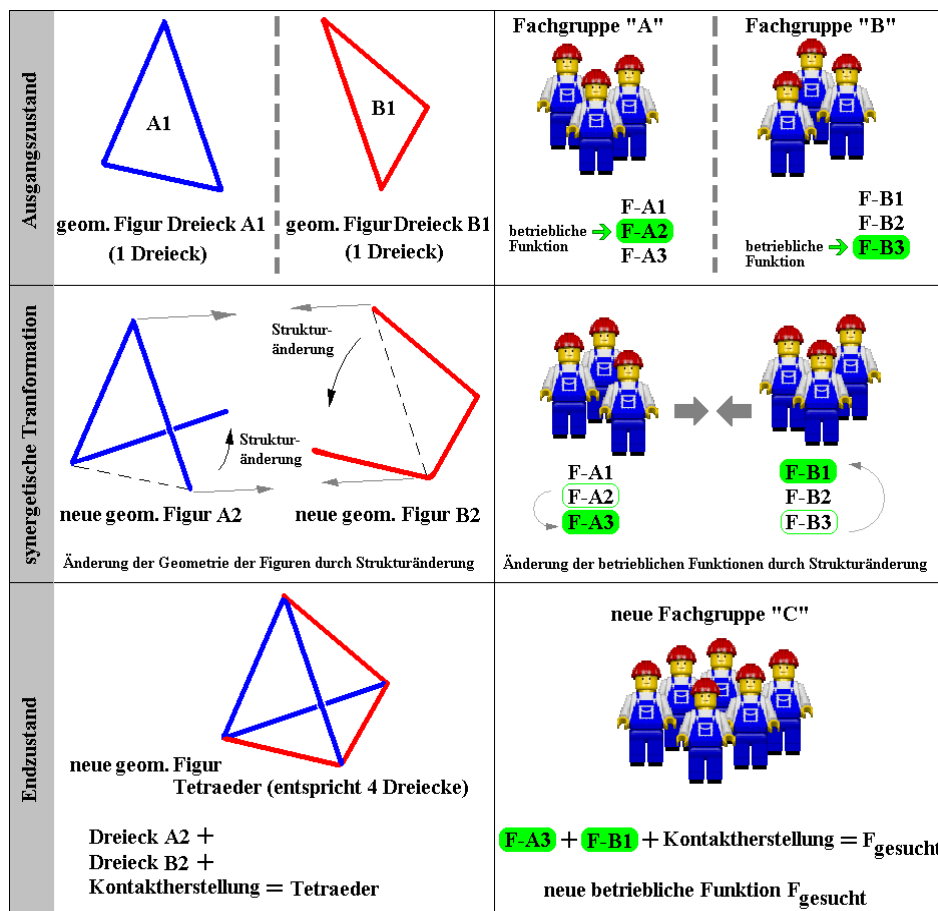 Ausgangszustand
A1
B1
geom. Figur Dreieck A1
(1 Dreieck)
geom. Figur Dreieck B1
(1 Dreieck)
Fachgruppe "A"
Fachgruppe "B"
F-A1
betriebliche
Funktion
F-A2
F-A3
F-B1
F-B2
betriebliche
Funktion
F-B3
synergetische Tranformation
Struktur-
änderung
Struktur-
änderung
neue geom. Figur A2
neue geom. Figur B2
Änderung der Geometrie der Figuren durch Strukturänderung
F-A1
F-A2
F-A3
F-B1
F-B2
F-B3
Änderung der betrieblichen Funktionen durch Strukturänderung
Endzustand
neue geom. Figur
Tetraeder (entspricht 4 Dreiecke)
Dreieck A2 +
Dreieck B2 +
Kontaktherstellung = Tetraeder
neue Fachgruppe "C"
F-A3 + F-B1 + Kontaktherstellung = Fgesucht
neue betriebliche Funktion Fgesucht